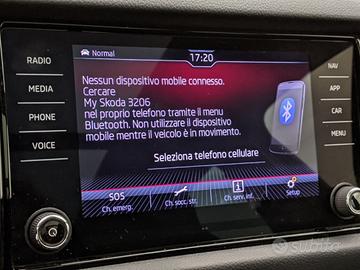 Normal
17:20
RADIO
MEDIA
PHONE
VOICE
NAV
APP
CAR
MENU
Nessun dispositivo mobile connesso.
Cercare
My Skoda 3206
nel proprio telefono tramite il menu
Bluetooth. Non utilizzare il dispositivo
mobile mentre il veicolo è in movimento.
Seleziona telefono cellulare
SOS
Ch. emerg.
Ch. socc. str.
Ch. serv. inf.
Setup
subito